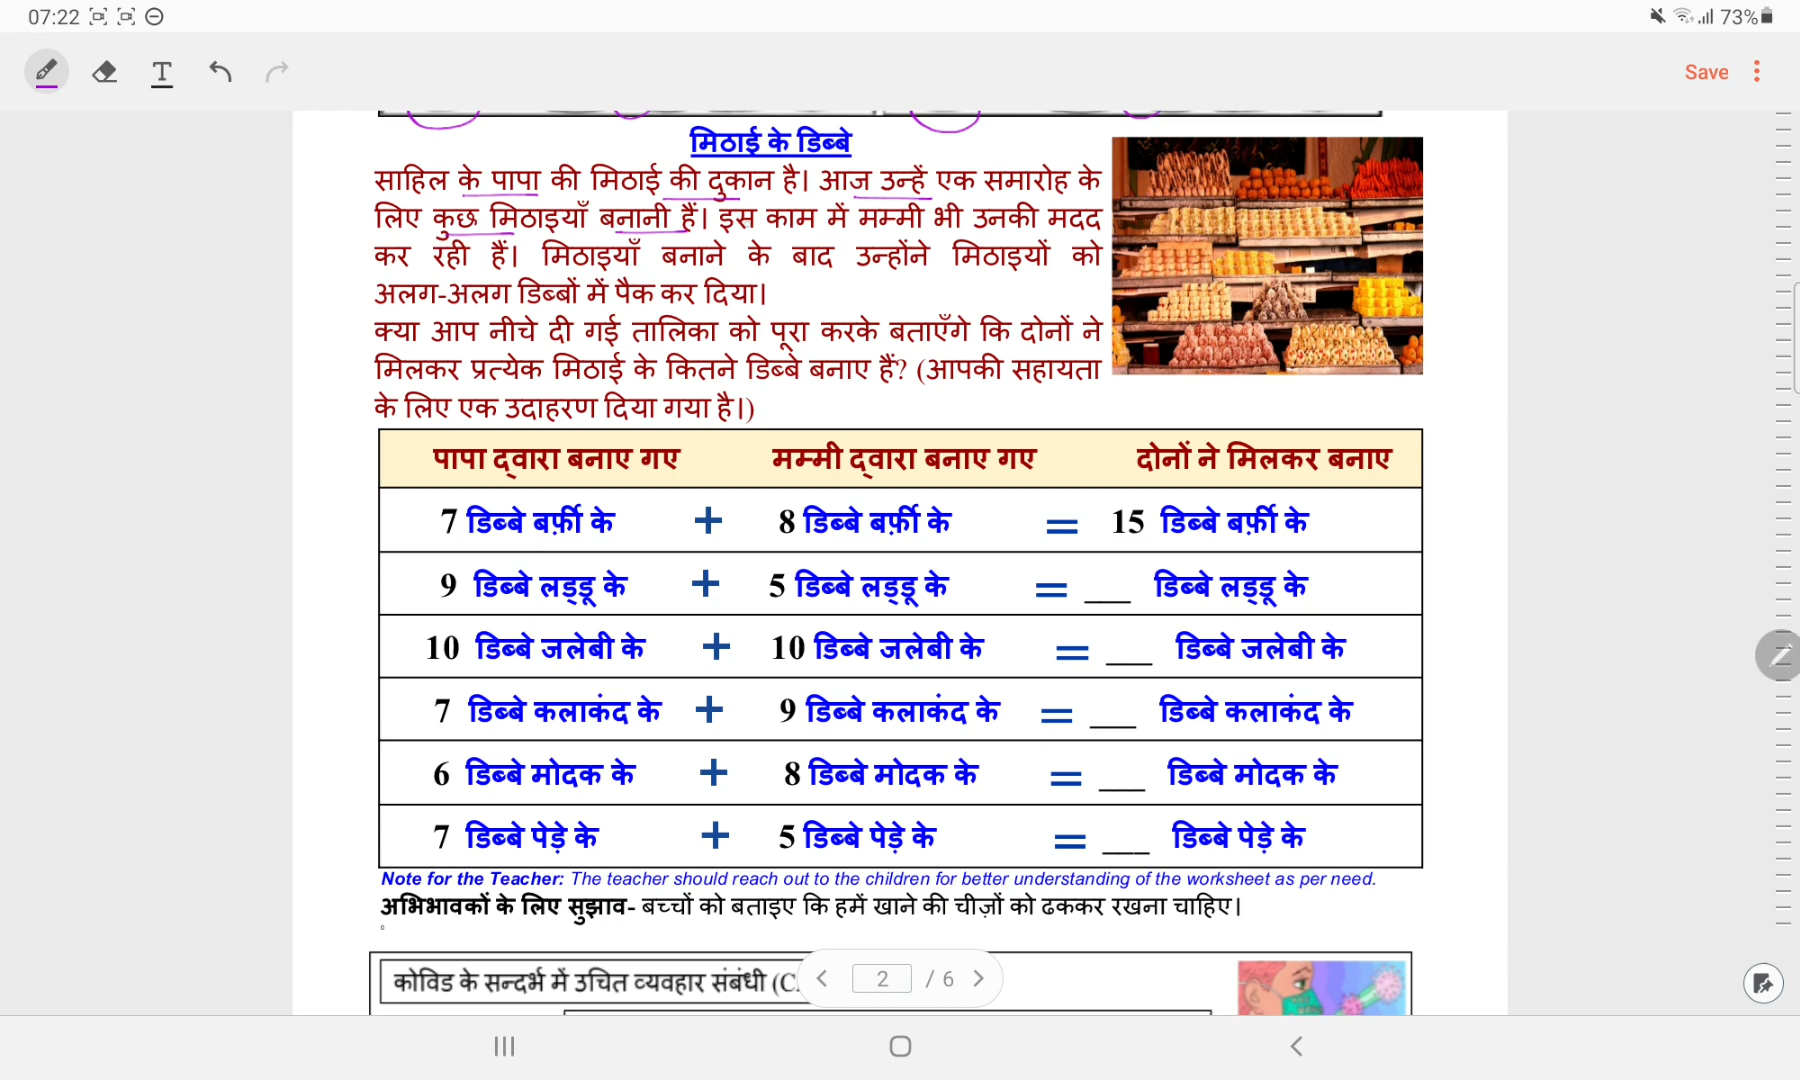 07:22 73%
Save
मिठाई के डिब्बे
साहिल के पापा की मिठाई की दुकान है। आज उन्हें एक समारोह के
लिए कुछ मिठाइयाँ बनानी हैं। इस काम में मम्मी भी उनकी मदद
कर रही हैं। मिठाइयाँ बनाने के बाद उन्होंने मिठाइयों को
अलग-अलग डिब्बों में पैक कर दिया।
क्या आप नीचे दी गई तालिका को पूरा करके बताएँगे कि दोनों ने
मिलकर प्रत्येक मिठाई के कितने डिब्बे बनाए हैं? (आपकी सहायता
के लिए एक उदाहरण दिया गया है।)
पापा द्वारा बनाए गए मम्मी द्वारा बनाए गए दोनों ने मिलकर बनाए
7 डिब्बे बर्फ़ी के + 8 डिब्बे बर्फ़ी के = 15 डिब्बे बर्फ़ी के
9 डिब्बे लड्डू के + 5 डिब्बे लड्डू के = ___ डिब्बे लड्डू के
10 डिब्बे जलेबी के + 10 डिब्बे जलेबी के = ___ डिब्बे जलेबी के
7 डिब्बे कलाकंद के + 9 डिब्बे कलाकंद के = ___ डिब्बे कलाकंद के
6 डिब्बे मोदक के + 8 डिब्बे मोदक के = ___ डिब्बे मोदक के
7 डिब्बे पेड़े के + 5 डिब्बे पेड़े के = ___ डिब्बे पेड़े के
Note for the Teacher: The teacher should reach out to the children for better understanding of the worksheet as per need.
अभिभावकों के लिए सुझाव- बच्चों को बताइए कि हमें खाने की चीज़ों को ढककर रखना चाहिए।
कोविड के सन्दर्भ में उचित व्यवहार संबंधी (C
2 / 6